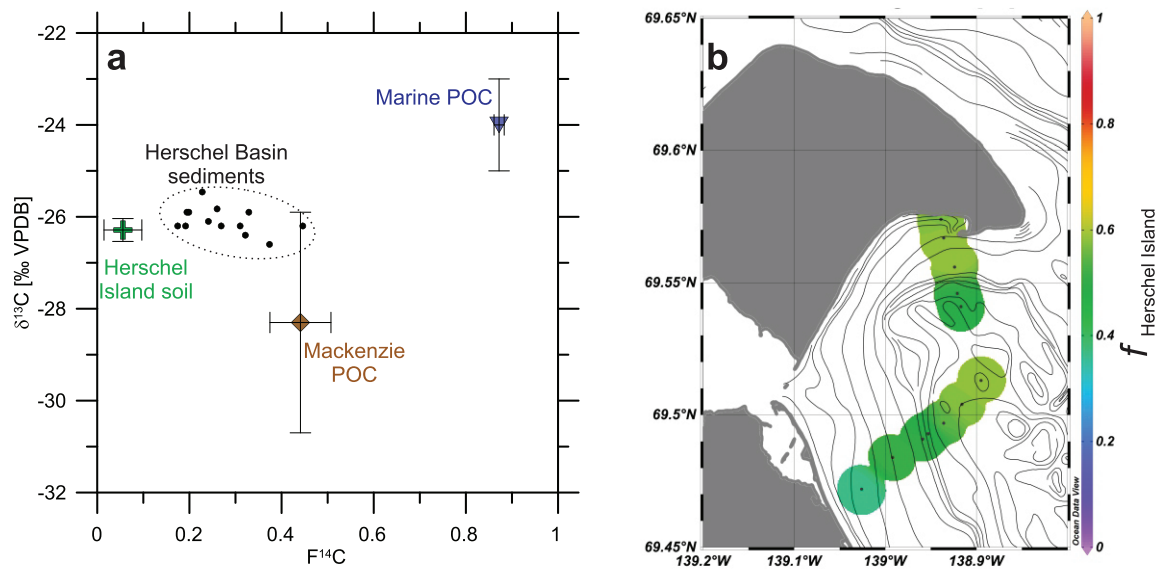 a
-22
-24
-26
-28
-30
-32
δ¹³C [‰ VPDB]
Marine POC
Herschel Basin
sediments
Herschel
Island soil
Mackenzie
POC
0
0.2
0.4
0.6
0.8
1
F¹⁴C
b
69.65°N
69.6°N
69.55°N
69.5°N
69.45°N
139.2°W
139.1°W
139°W
138.9°W
Ocean Data View
1
0.8
0.6
0.4
0.2
0
f Herschel Island